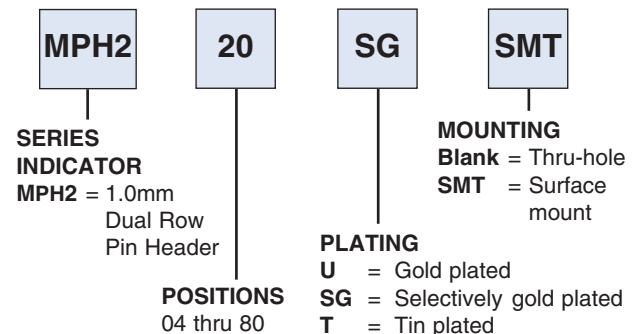 MPH2 20 SG SMT
SERIES
INDICATOR
MPH2 = 1.0mm
Dual Row
Pin Header
POSITIONS
04 thru 80
PLATING
U = Gold plated
SG = Selectively gold plated
T = Tin plated
MOUNTING
Blank = Thru-hole
SMT = Surface
mount